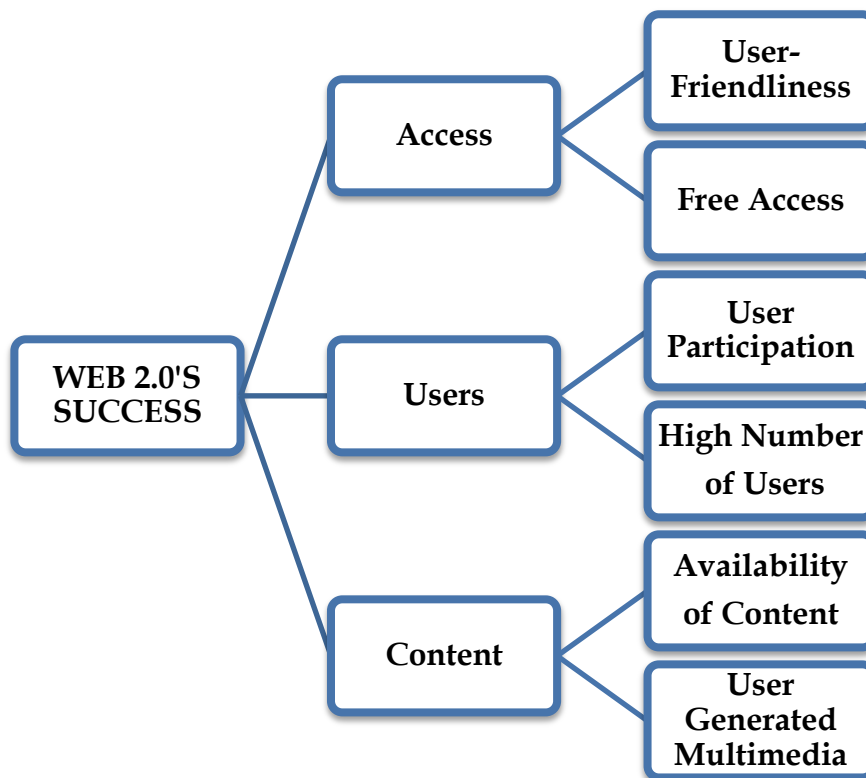 WEB 2.0'S
SUCCESS
Access
User-
Friendliness
Free Access
Users
User
Participation
High Number
of Users
Content
Availability
of Content
User
Generated
Multimedia